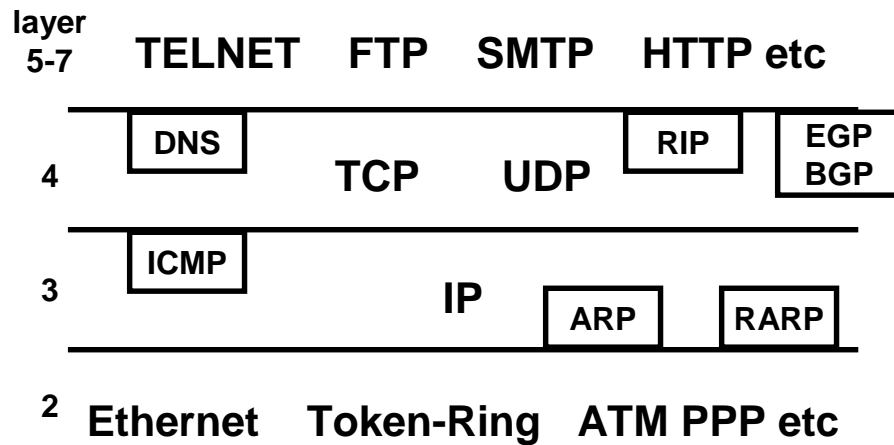 layer
5-7 TELNET FTP SMTP HTTP etc
DNS RIP EGP
4 TCP UDP BGP
ICMP
3 IP ARP RARP
2 Ethernet Token-Ring ATM PPP etc